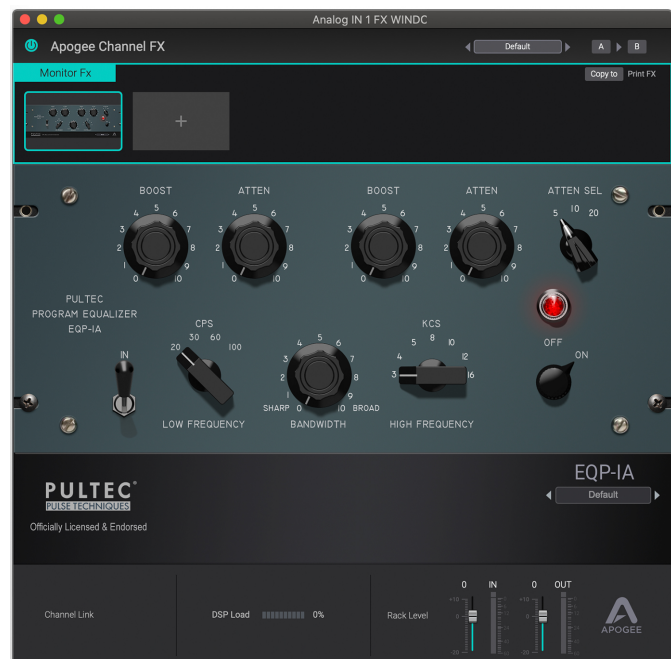 Analog IN 1 FX WINDC
Apogee Channel FX
Default
A
B
Monitor Fx
Copy to
Print FX
+
BOOST
ATTEN
BOOST
ATTEN
ATTEN SEL
0 1 2 3 4 5 6 7 8 9 10
0 1 2 3 4 5 6 7 8 9 10
0 1 2 3 4 5 6 7 8 9 10
0 1 2 3 4 5 6 7 8 9 10
5 10 20
PULTEC
PROGRAM EQUALIZER
EQP-1A
IN
CPS
20 30 60 100
LOW FREQUENCY
0 1 2 3 4 5 6 7 8 9 10
SHARP
BROAD
BANDWIDTH
KCS
3 4 5 8 10 12 16
HIGH FREQUENCY
OFF
ON
PULTEC®
PULSE TECHNIQUES
Officially Licensed & Endorsed
EQP-1A
Default
Channel Link
DSP Load
0%
Rack Level
0 IN
0 OUT
+10
0
-20
+10
0
-20
APOGEE